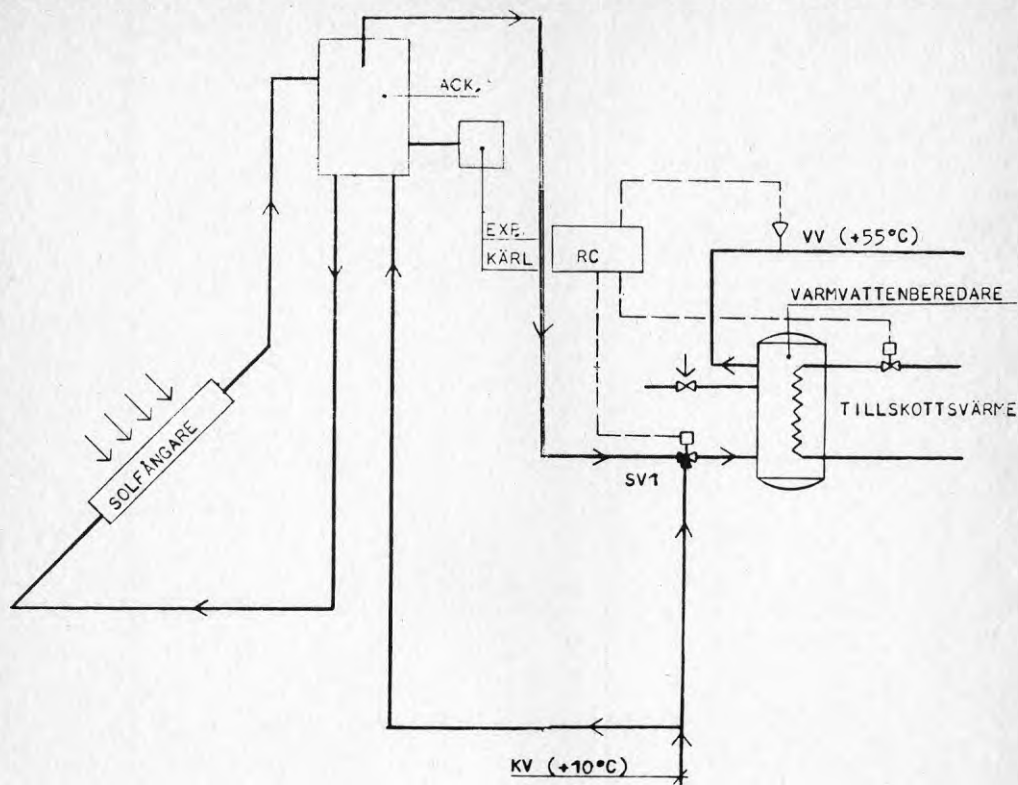 ACK.
EXP.
KÄRL
RC
VV (+55°C)
VARMVATTENBEREDARE
TILLSKOTTSVÄRME
SOLFÅNGARE
SV1
KV (+10°C)